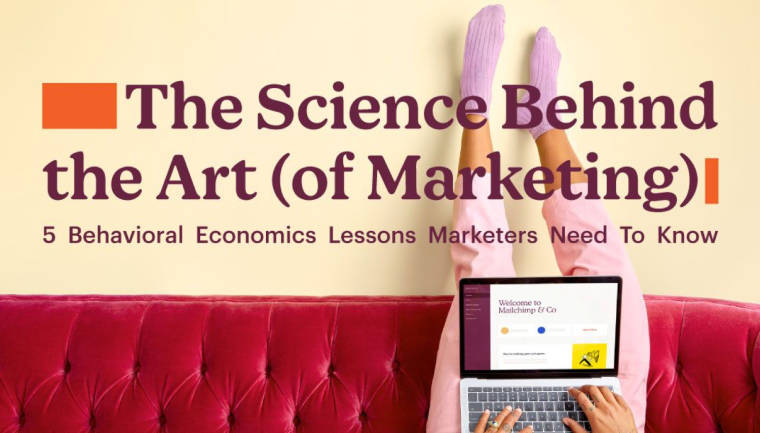 The Science Behind
the Art (of Marketing)
5 Behavioral Economics Lessons Marketers Need To Know
Welcome to
Mailchimp & Co